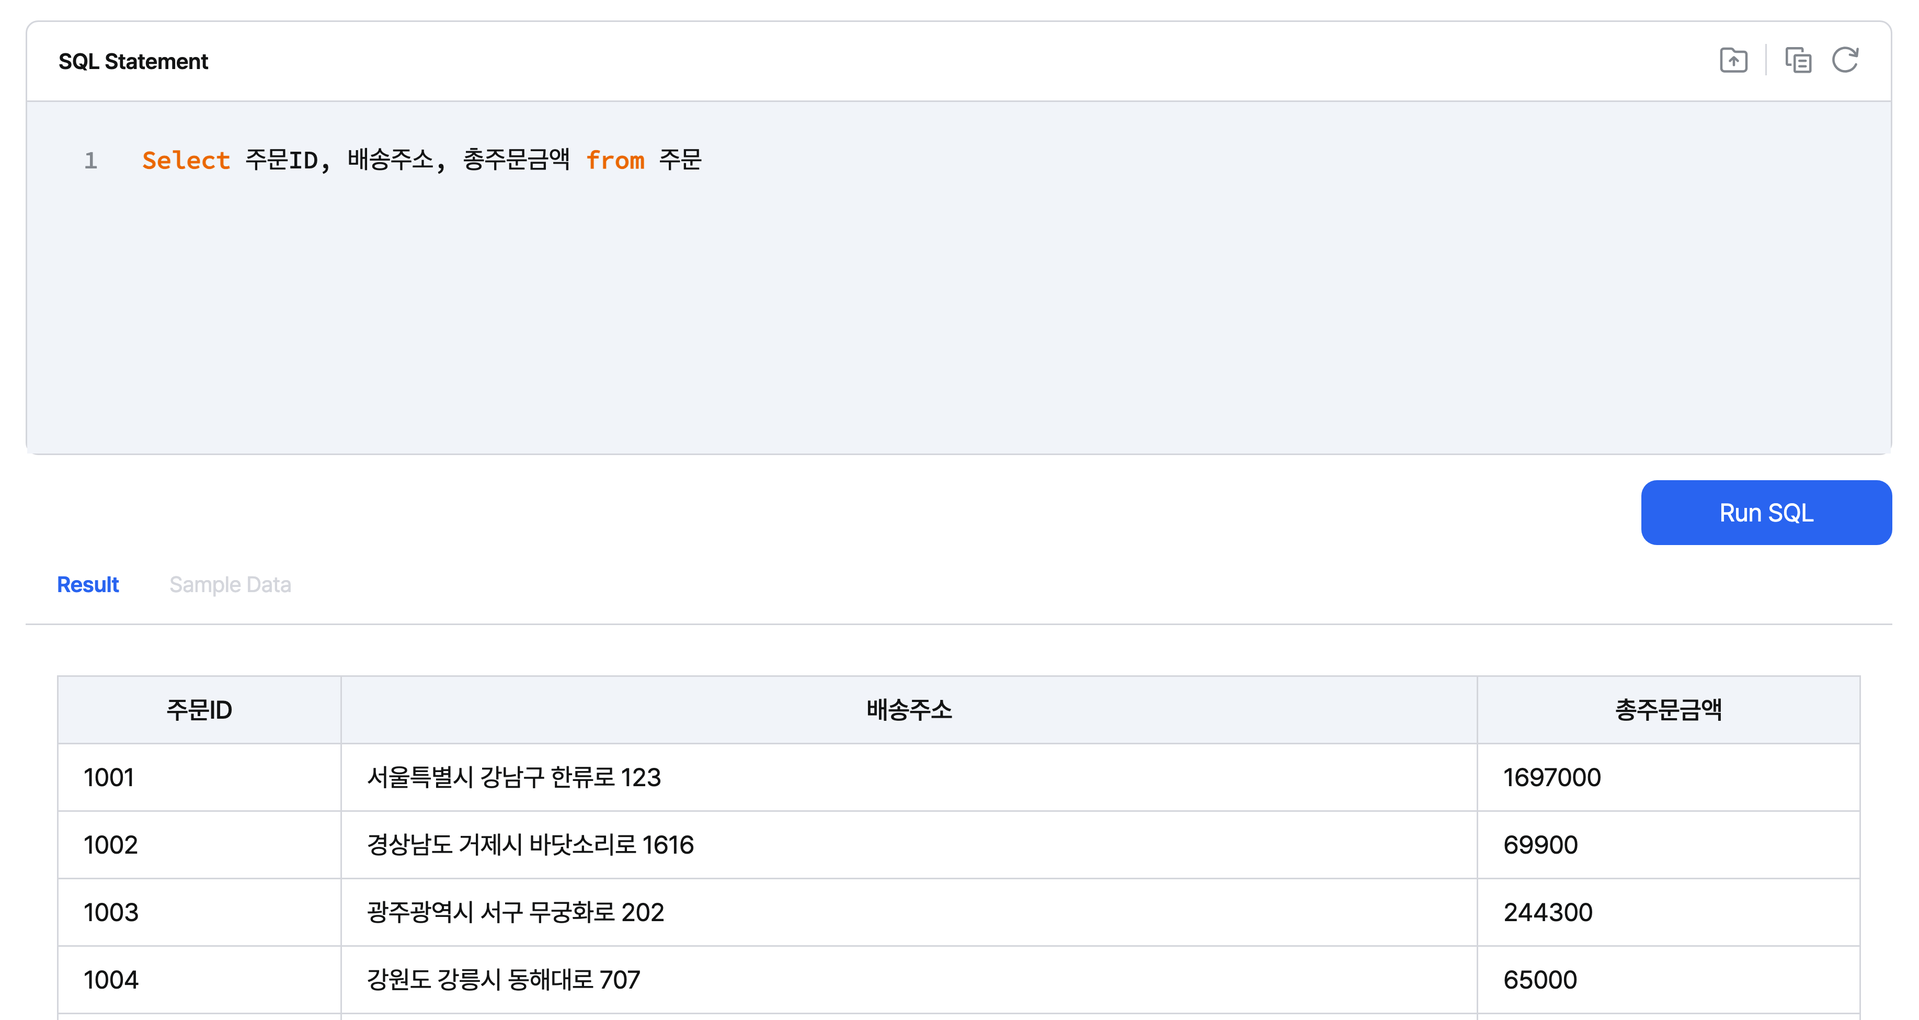 SQL Statement
1 Select 주문ID, 배송주소, 총주문금액 from 주문
Run SQL
Result Sample Data
주문ID 배송주소 총주문금액
1001 서울특별시 강남구 한류로 123 1697000
1002 경상남도 거제시 바닷소리로 1616 69900
1003 광주광역시 서구 무궁화로 202 244300
1004 강원도 강릉시 동해대로 707 65000